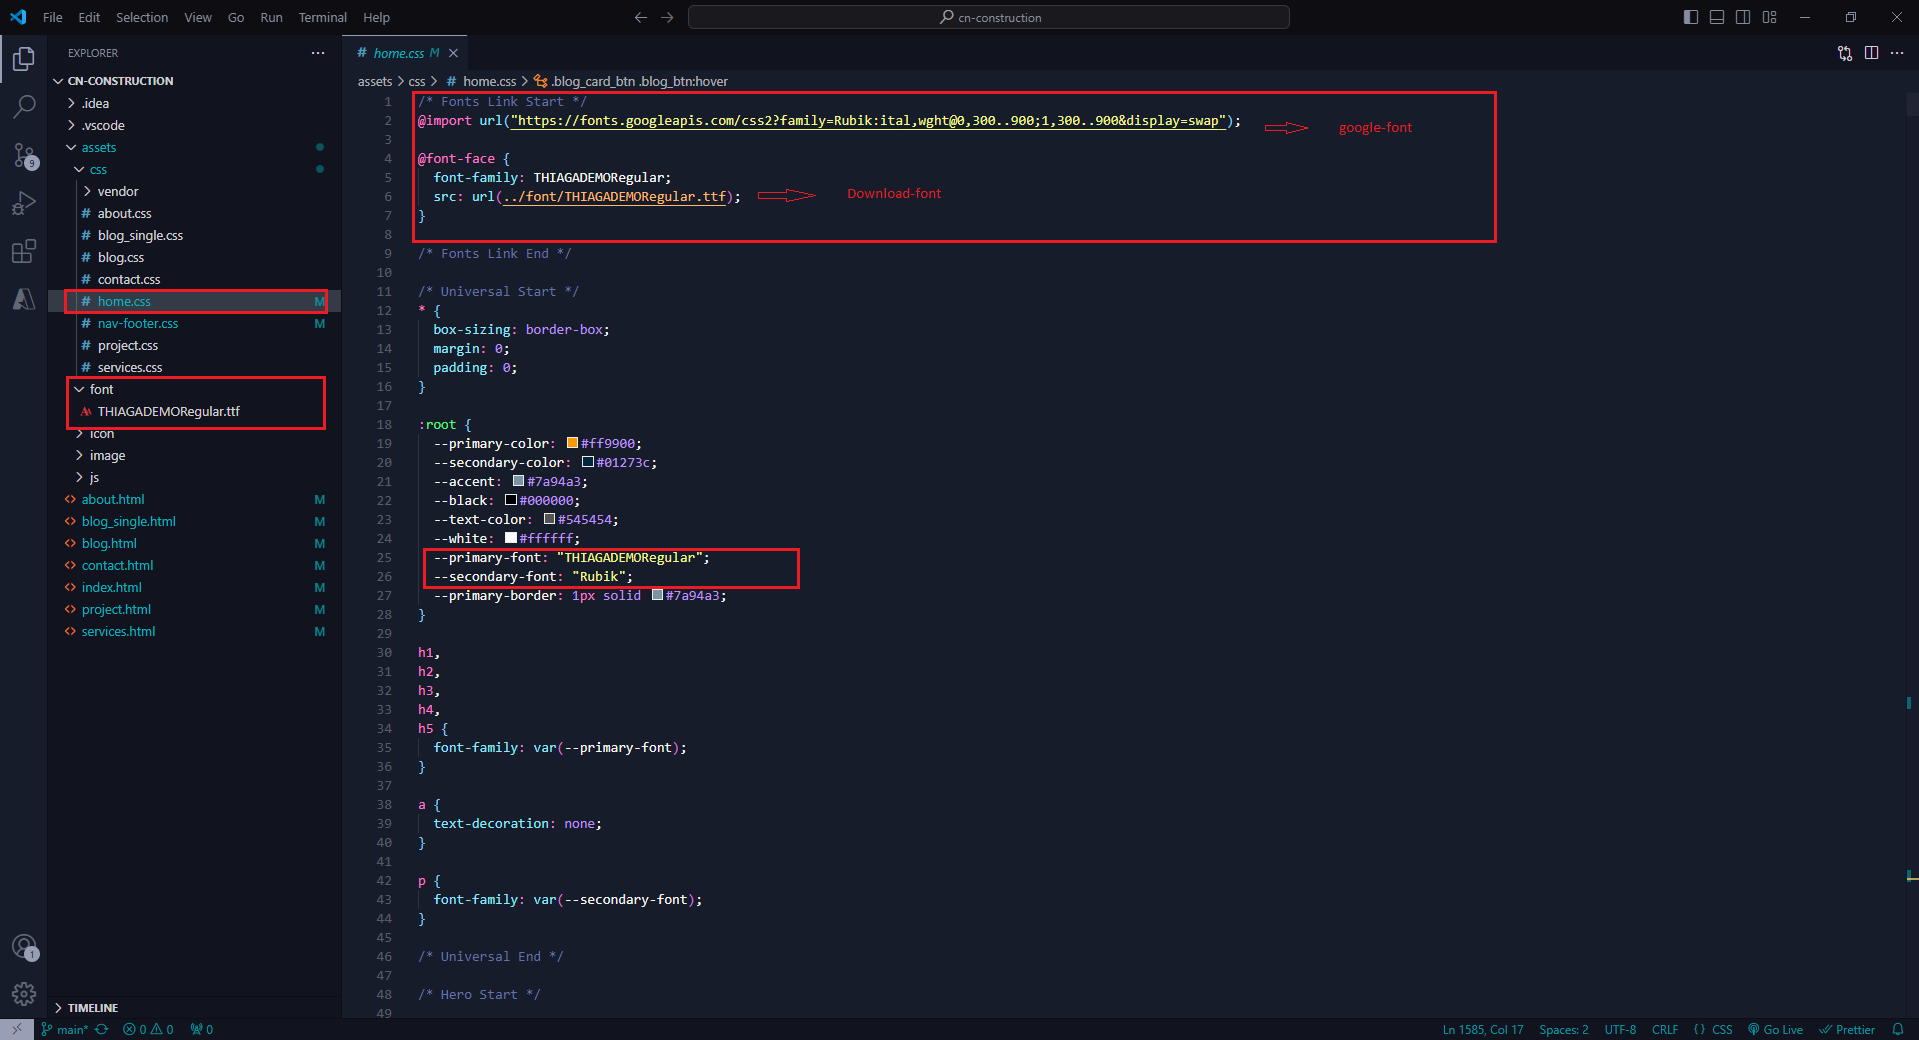 File Edit Selection View Go Run Terminal Help
cn-construction
EXPLORER
CN-CONSTRUCTION
.idea
.vscode
assets
css
vendor
# about.css
# blog_single.css
# blog.css
# contact.css
# home.css M
# nav-footer.css M
# project.css
# services.css
font
THIAGADEMORegular.ttf
icon
image
js
<> about.html M
<> blog_single.html M
<> blog.html M
<> contact.html M
<> index.html M
<> project.html M
<> services.html M
TIMELINE
9
1
# home.css M
assets > css > # home.css > .blog_card_btn .blog_btn:hover
1 /* Fonts Link Start */
2 @import url("https://fonts.googleapis.com/css2?family=Rubik:ital,wght@0,300..900;1,300..900&display=swap");
google-font
3
4 @font-face {
5 font-family: THIAGADEMORegular;
6 src: url(../font/THIAGADEMORegular.ttf);
Download-font
7 }
8
9 /* Fonts Link End */
10
11 /* Universal Start */
12 * {
13 box-sizing: border-box;
14 margin: 0;
15 padding: 0;
16 }
17
18 :root {
19 --primary-color: #ff9900;
20 --secondary-color: #01273c;
21 --accent: #7a94a3;
22 --black: #000000;
23 --text-color: #545454;
24 --white: #ffffff;
25 --primary-font: "THIAGADEMORegular";
26 --secondary-font: "Rubik";
27 --primary-border: 1px solid #7a94a3;
28 }
29
30 h1,
31 h2,
32 h3,
33 h4,
34 h5 {
35 font-family: var(--primary-font);
36 }
37
38 a {
39 text-decoration: none;
40 }
41
42 p {
43 font-family: var(--secondary-font);
44 }
45
46 /* Universal End */
47
48 /* Hero Start */
49
main* 0 0 0
Ln 1585, Col 17 Spaces: 2 UTF-8 CRLF {} CSS Go Live Prettier